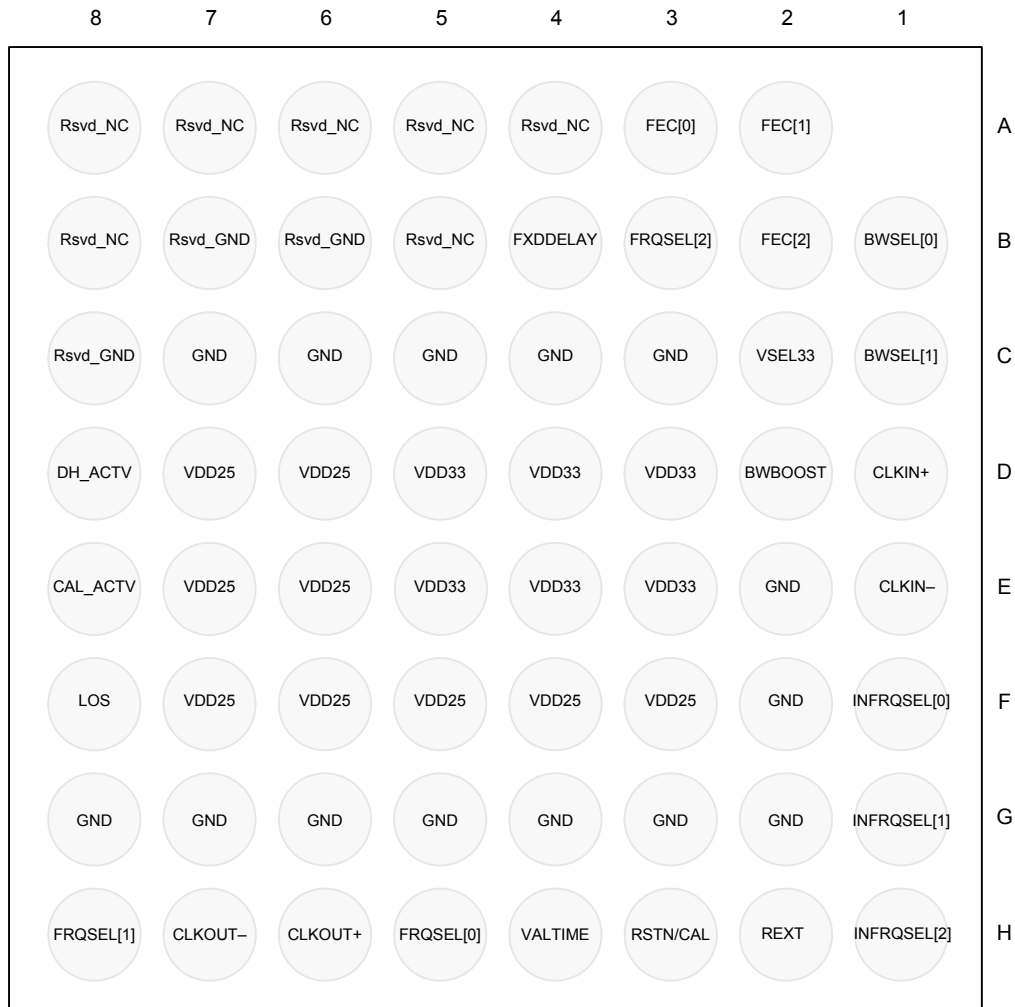 8 7 6 5 4 3 2 1
Rsvd_NC Rsvd_NC Rsvd_NC Rsvd_NC Rsvd_NC FEC[0] FEC[1] A
Rsvd_NC Rsvd_GND Rsvd_GND Rsvd_NC FXDDELAY FRQSEL[2] FEC[2] BWSEL[0] B
Rsvd_GND GND GND GND GND GND VSEL33 BWSEL[1] C
DH_ACTV VDD25 VDD25 VDD33 VDD33 VDD33 BWBOOST CLKIN+ D
CAL_ACTV VDD25 VDD25 VDD33 VDD33 VDD33 GND CLKIN– E
LOS VDD25 VDD25 VDD25 VDD25 VDD25 GND INFRQSEL[0] F
GND GND GND GND GND GND GND INFRQSEL[1] G
FRQSEL[1] CLKOUT– CLKOUT+ FRQSEL[0] VALTIME RSTN/CAL REXT INFRQSEL[2] H